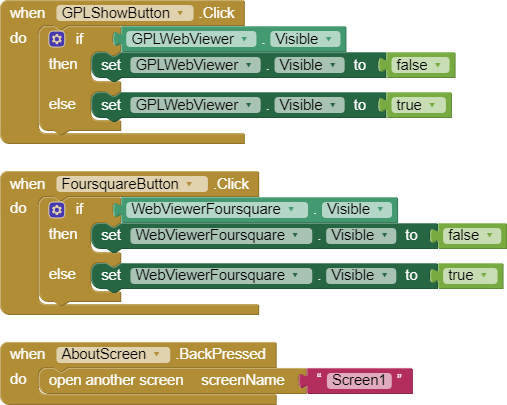 when GPLShowButton .Click
do if GPLWebViewer . Visible
then set GPLWebViewer . Visible to false
else set GPLWebViewer . Visible to true
when FoursquareButton .Click
do if WebViewerFoursquare . Visible
then set WebViewerFoursquare . Visible to false
else set WebViewerFoursquare . Visible to true
when AboutScreen .BackPressed
do open another screen screenName “ Screen1 ”